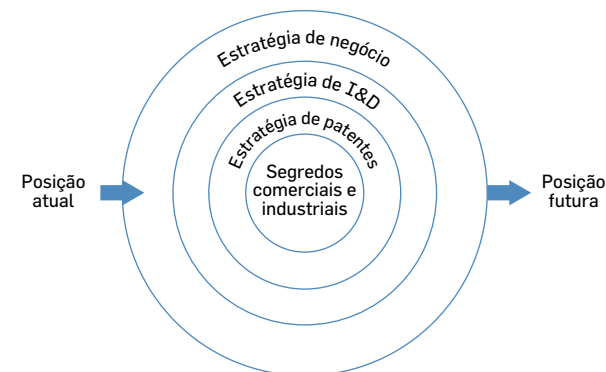 Estratégia de negócio
Estratégia de I&D
Estratégia de patentes
Segredos
comerciais e
industriais
Posição
atual
Posição
futura